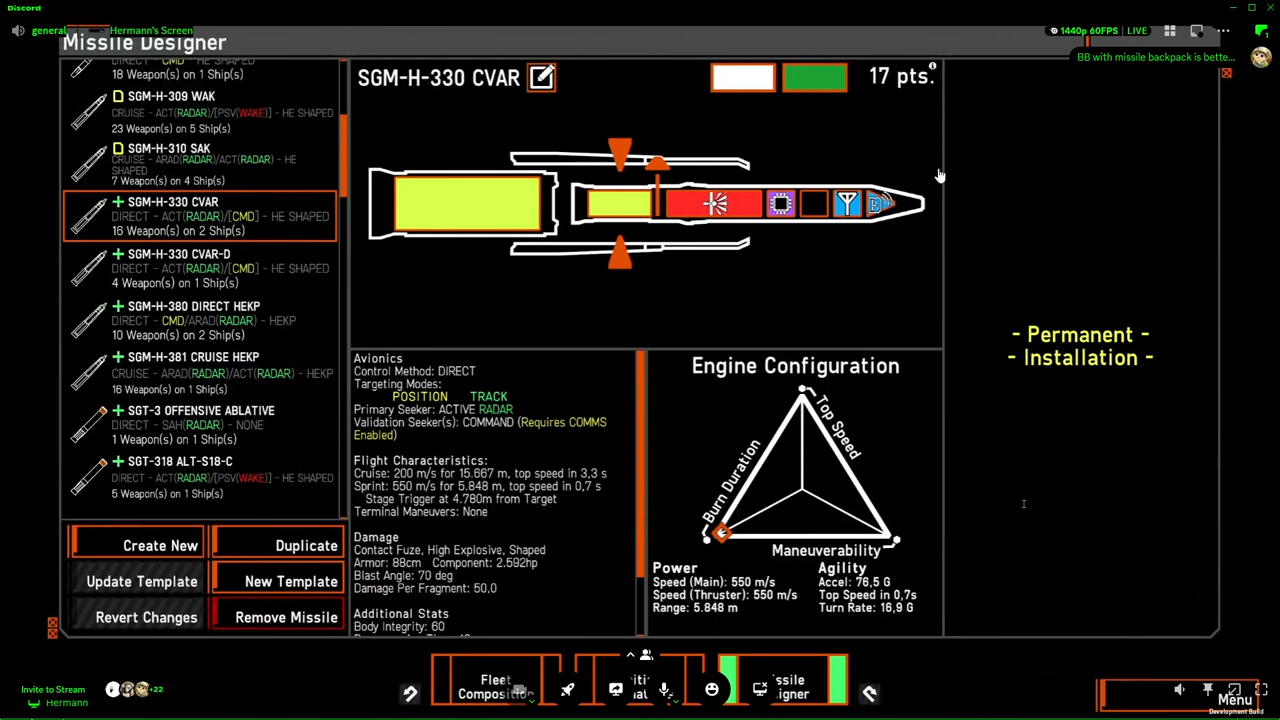 Discord
general
Hermann's Screen
1440p 60FPS | LIVE
BB with missile backpack is bette...
Missile Designer
DIRECT - CMD
18 Weapon(s) on 1 Ship(s)
SGM-H-309 WAK
CRUISE - ACT(RADAR)/[PSV(WAKE)] - HE SHAPED
23 Weapon(s) on 5 Ship(s)
SGM-H-310 SAK
CRUISE - ARAD(RADAR)/ACT(RADAR) - HE
SHAPED
7 Weapon(s) on 4 Ship(s)
SGM-H-330 CVAR
DIRECT - ACT(RADAR)/[CMD] - HE SHAPED
16 Weapon(s) on 2 Ship(s)
SGM-H-330 CVAR-D
DIRECT - ACT(RADAR)/[CMD] - HE SHAPED
4 Weapon(s) on 1 Ship(s)
SGM-H-380 DIRECT HEKP
DIRECT - CMD/ARAD(RADAR) - HEKP
10 Weapon(s) on 2 Ship(s)
SGM-H-381 CRUISE HEKP
CRUISE - ARAD(RADAR)/ACT(RADAR) - HEKP
16 Weapon(s) on 1 Ship(s)
SGT-3 OFFENSIVE ABLATIVE
DIRECT - SAH(RADAR) - NONE
1 Weapon(s) on 1 Ship(s)
SGT-318 ALT-S18-C
DIRECT - ACT(RADAR)/[PSV(WAKE)] - HE SHAPED
5 Weapon(s) on 1 Ship(s)
Create New
Duplicate
Update Template
New Template
Revert Changes
Remove Missile
SGM-H-330 CVAR
17 pts.
B
Avionics
Control Method: DIRECT
Targeting Modes:
POSITION TRACK
Primary Seeker: ACTIVE RADAR
Validation Seeker(s): COMMAND (Requires COMMS
Enabled)
Flight Characteristics:
Cruise: 200 m/s for 15.667 m, top speed in 3,3 s
Sprint: 550 m/s for 5.848 m, top speed in 0,7 s
Stage Trigger at 4.780m from Target
Terminal Maneuvers: None
Damage
Contact Fuze, High Explosive, Shaped
Armor: 88cm Component: 2.592hp
Blast Angle: 70 deg
Damage Per Fragment: 50,0
Additional Stats
Body Integrity: 60
Engine Configuration
Top Speed
Burn Duration
Maneuverability
Power
Speed (Main): 550 m/s
Speed (Thruster): 550 m/s
Range: 5.848 m
Agility
Accel: 76,5 G
Top Speed in 0,7s
Turn Rate: 16,9 G
- Permanent -
- Installation -
Fleet
Invite to Stream
+22
Hermann
Menu
Development Build